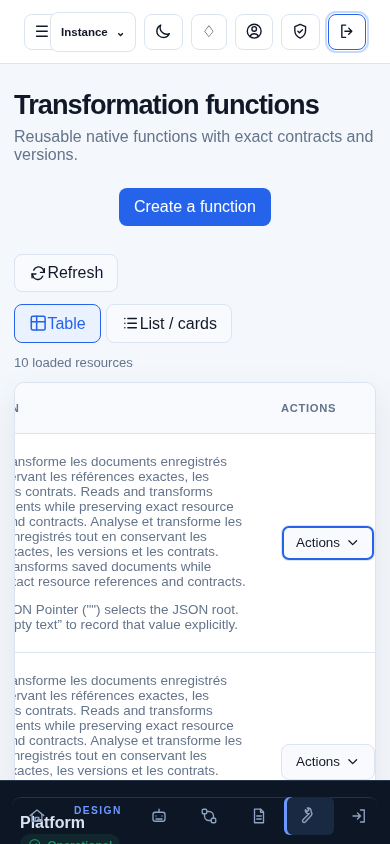 Instance
Transformation functions
Reusable native functions with exact contracts and
versions.
Create a function
Refresh
Table
List / cards
10 loaded resources
ACTIONS
ansforme les documents enregistrés
ervant les références exactes, les
s contrats. Reads and transforms
ents while preserving exact resource
nd contracts. Analyse et transforme les
nregistrés tout en conservant les
xactes, les versions et les contrats.
ansforms saved documents while
xact resource references and contracts.
Actions
ON Pointer ("") selects the JSON root.
pty text" to record that value explicitly.
ansforme les documents enregistrés
ervant les références exactes, les
s contrats. Reads and transforms
ents while preserving exact resource
nd contracts. Analyse et transforme les
nregistrés tout en conservant les
xactes, les versions et les contrats.
Actions
DESIGN
Platform
Operational